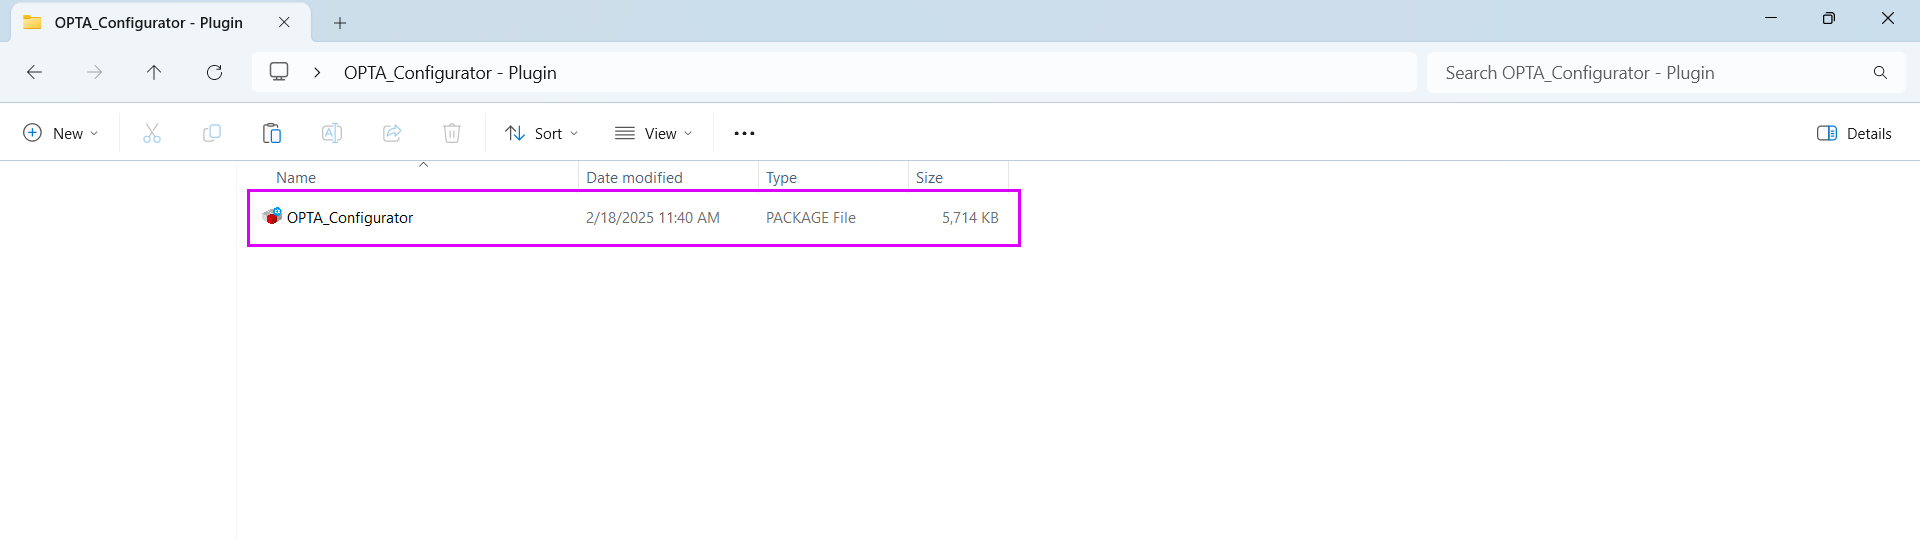 OPTA_Configurator - Plugin
OPTA_Configurator - Plugin
Search OPTA_Configurator - Plugin
New
Sort
View
Details
Name Date modified Type Size
OPTA_Configurator 2/18/2025 11:40 AM PACKAGE File 5,714 KB